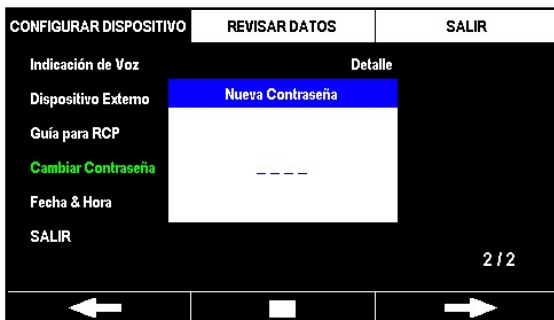 CONFIGURAR DISPOSITIVO REVISAR DATOS SALIR
Indicación de Voz Detalle
Dispositivo Externo Nueva Contraseña
Guía para RCP
Cambiar Contraseña _ _ _ _
Fecha & Hora
SALIR
2 / 2